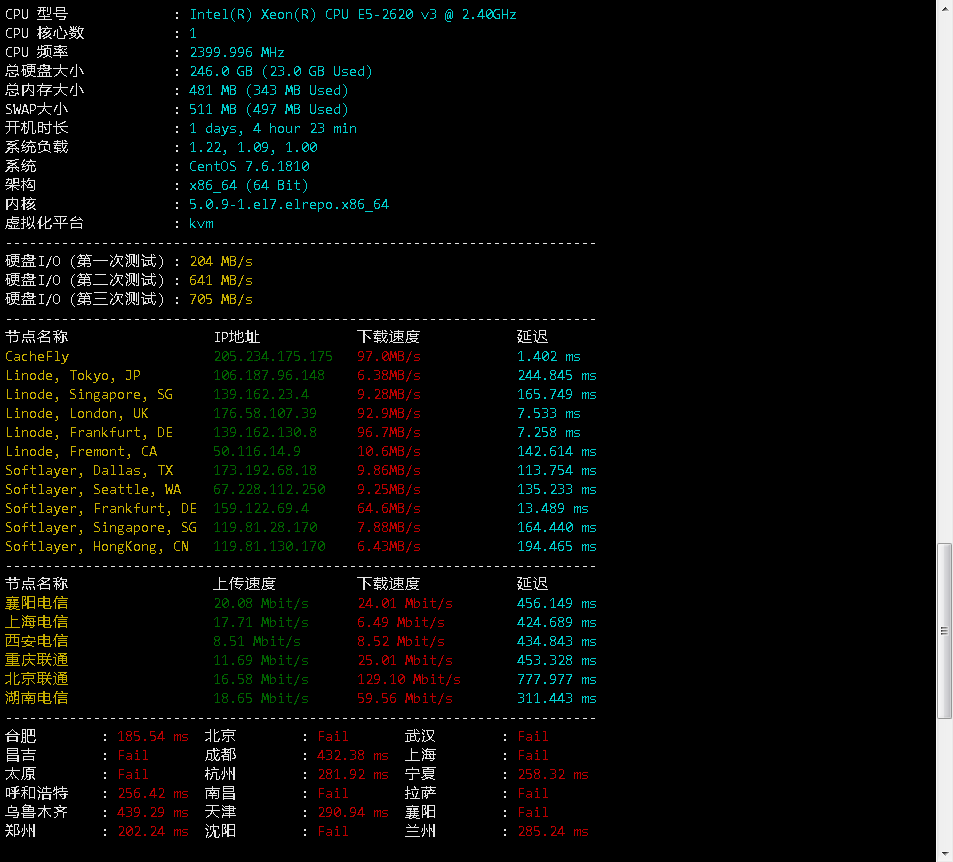 CPU 型号 : Intel(R) Xeon(R) CPU E5-2620 v3 @ 2.40GHz
CPU 核心数 : 1
CPU 频率 : 2399.996 MHz
总硬盘大小 : 246.0 GB (23.0 GB Used)
总内存大小 : 481 MB (343 MB Used)
SWAP大小 : 511 MB (497 MB Used)
开机时长 : 1 days, 4 hour 23 min
系统负载 : 1.22, 1.09, 1.00
系统 : CentOS 7.6.1810
架构 : x86_64 (64 Bit)
内核 : 5.0.9-1.el7.elrepo.x86_64
虚拟化平台 : kvm
--------------------------------------------------------------------------
硬盘I/O (第一次测试) : 204 MB/s
硬盘I/O (第二次测试) : 641 MB/s
硬盘I/O (第三次测试) : 705 MB/s
--------------------------------------------------------------------------
节点名称 IP地址 下载速度 延迟
CacheFly 205.234.175.175 97.0MB/s 1.402 ms
Linode, Tokyo, JP 106.187.96.148 6.38MB/s 244.845 ms
Linode, Singapore, SG 139.162.23.4 9.28MB/s 165.749 ms
Linode, London, UK 176.58.107.39 92.9MB/s 7.533 ms
Linode, Frankfurt, DE 139.162.130.8 96.7MB/s 7.258 ms
Linode, Fremont, CA 50.116.14.9 10.6MB/s 142.614 ms
Softlayer, Dallas, TX 173.192.68.18 9.86MB/s 113.754 ms
Softlayer, Seattle, WA 67.228.112.250 9.25MB/s 135.233 ms
Softlayer, Frankfurt, DE 159.122.69.4 64.6MB/s 13.489 ms
Softlayer, Singapore, SG 119.81.28.170 7.88MB/s 164.440 ms
Softlayer, HongKong, CN 119.81.130.170 6.43MB/s 194.465 ms
--------------------------------------------------------------------------
节点名称 上传速度 下载速度 延迟
襄阳电信 20.08 Mbit/s 24.01 Mbit/s 456.149 ms
上海电信 17.71 Mbit/s 6.49 Mbit/s 424.689 ms
西安电信 8.51 Mbit/s 8.52 Mbit/s 434.843 ms
重庆联通 11.69 Mbit/s 25.01 Mbit/s 453.328 ms
北京联通 16.58 Mbit/s 129.10 Mbit/s 777.977 ms
湖南电信 18.65 Mbit/s 59.56 Mbit/s 311.443 ms
--------------------------------------------------------------------------
合肥 : 185.54 ms 北京 : Fail 武汉 : Fail
昌吉 : Fail 成都 : 432.38 ms 上海 : Fail
太原 : Fail 杭州 : 281.92 ms 宁夏 : 258.32 ms
呼和浩特 : 256.42 ms 南昌 : Fail 拉萨 : Fail
乌鲁木齐 : 439.29 ms 天津 : 290.94 ms 襄阳 : Fail
郑州 : 202.24 ms 沈阳 : Fail 兰州 : 285.24 ms